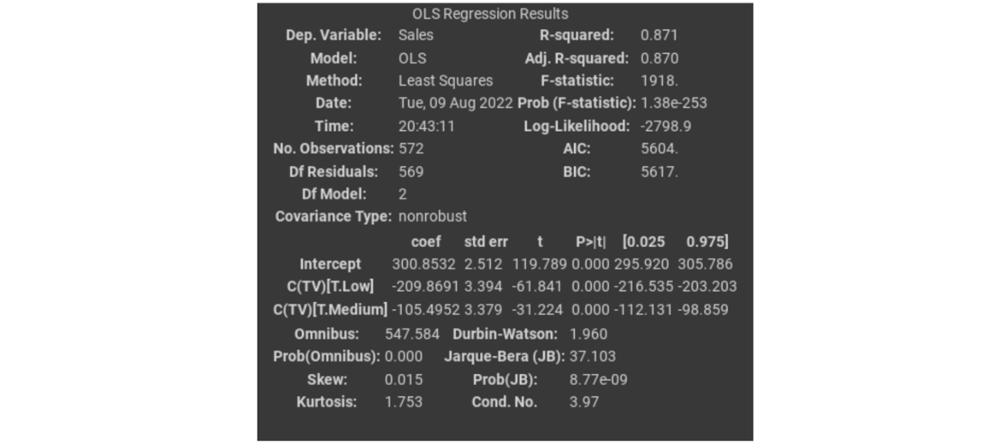 OLS Regression Results
Dep. Variable: Sales R-squared: 0.871
Model: OLS Adj. R-squared: 0.870
Method: Least Squares F-statistic: 1918.
Date: Tue, 09 Aug 2022 Prob (F-statistic): 1.38e-253
Time: 20:43:11 Log-Likelihood: -2798.9
No. Observations: 572 AIC: 5604.
Df Residuals: 569 BIC: 5617.
Df Model: 2
Covariance Type: nonrobust
coef std err t P>|t| [0.025 0.975]
Intercept 300.8532 2.512 119.789 0.000 295.920 305.786
C(TV)[T.Low] -209.8691 3.394 -61.841 0.000 -216.535 -203.203
C(TV)[T.Medium] -105.4952 3.379 -31.224 0.000 -112.131 -98.859
Omnibus: 547.584 Durbin-Watson: 1.960
Prob(Omnibus): 0.000 Jarque-Bera (JB): 37.103
Skew: 0.015 Prob(JB): 8.77e-09
Kurtosis: 1.753 Cond. No. 3.97